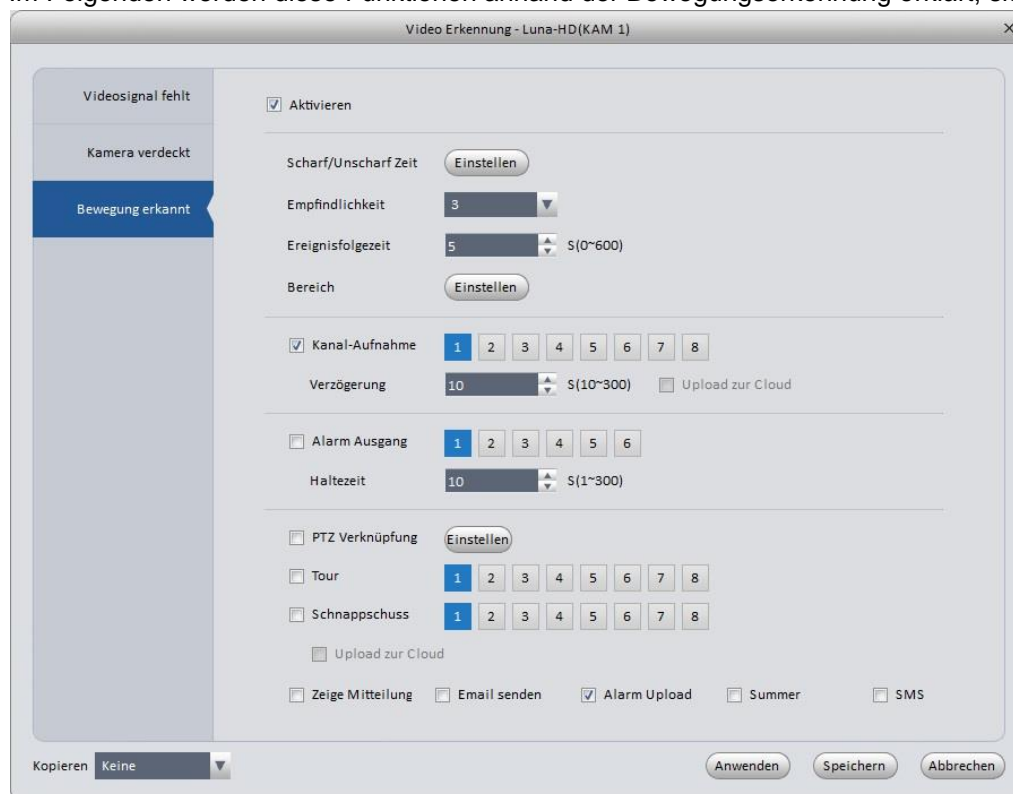 Im Folgenden werden diese Funktionen anhand der Bewegungserkennung erklärt,
Video Erkennung - Luna-HD(KAM 1)
Videosignal fehlt
Kamera verdeckt
Bewegung erkannt
Aktivieren
Scharf/Unscharf Zeit Einstellen
Empfindlichkeit 3
Ereignisfolgezeit 5 S(0~600)
Bereich Einstellen
Kanal-Aufnahme 1 2 3 4 5 6 7 8
Verzögerung 10 S(10~300) Upload zur Cloud
Alarm Ausgang 1 2 3 4 5 6
Haltezeit 10 S(1~300)
PTZ Verknüpfung Einstellen
Tour 1 2 3 4 5 6 7 8
Schnappschuss 1 2 3 4 5 6 7 8
Upload zur Cloud
Zeige Mitteilung Email senden Alarm Upload Summer SMS
Kopieren Keine Anwenden Speichern Abbrechen